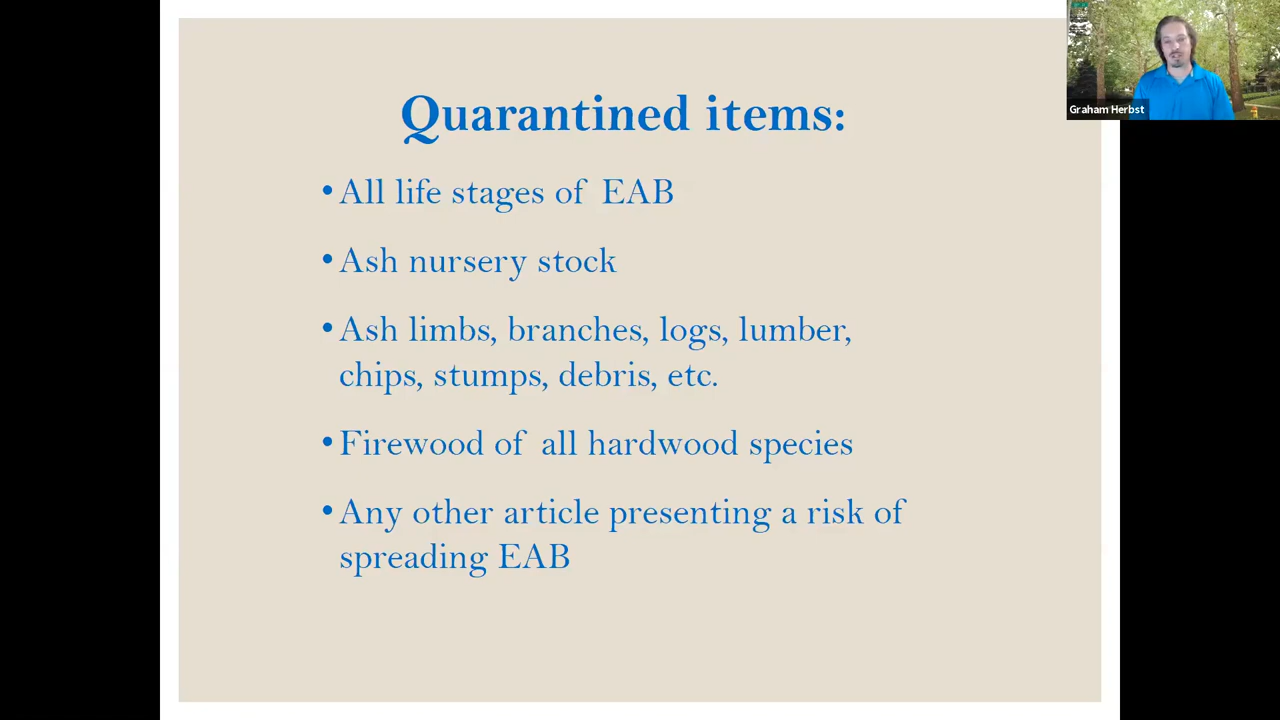 Quarantined items:
• All life stages of EAB
• Ash nursery stock
• Ash limbs, branches, logs, lumber,
chips, stumps, debris, etc.
• Firewood of all hardwood species
• Any other article presenting a risk of
spreading EAB
Graham Herbst